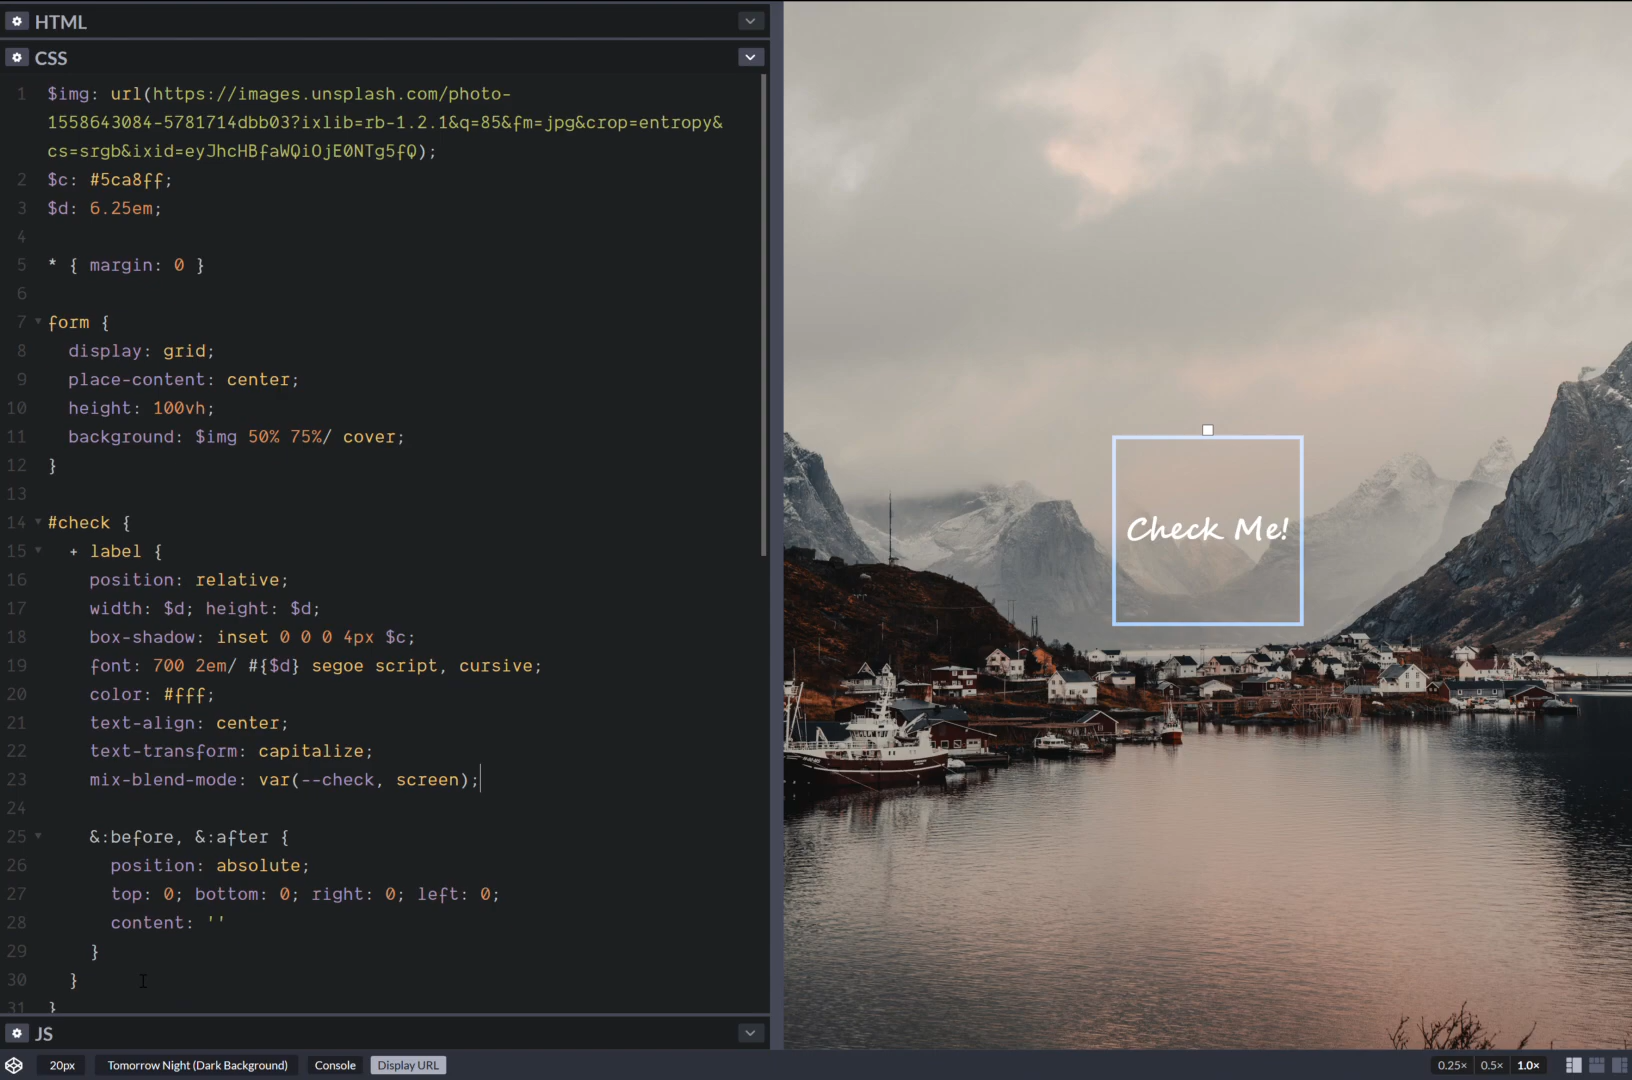 HTML
CSS
1 $img: url(https://images.unsplash.com/photo-
1558643084-5781714dbb03?ixlib=rb-1.2.1&q=85&fm=jpg&crop=entropy&
cs=srgb&ixid=eyJhcHBfaWQiOjE0NTg5fQ);
2 $c: #5ca8ff;
3 $d: 6.25em;
4
5 * { margin: 0 }
6
7 form {
8 display: grid;
9 place-content: center;
10 height: 100vh;
11 background: $img 50% 75%/ cover;
12 }
13
14 #check {
15 + label {
16 position: relative;
17 width: $d; height: $d;
18 box-shadow: inset 0 0 0 4px $c;
19 font: 700 2em/ #{$d} segoe script, cursive;
20 color: #fff;
21 text-align: center;
22 text-transform: capitalize;
23 mix-blend-mode: var(--check, screen);
24
25 &:before, &:after {
26 position: absolute;
27 top: 0; bottom: 0; right: 0; left: 0;
28 content: ''
29 }
30 }
31 }
JS
20px Tomorrow Night (Dark Background) Console Display URL
Check Me!
0.25× 0.5× 1.0×